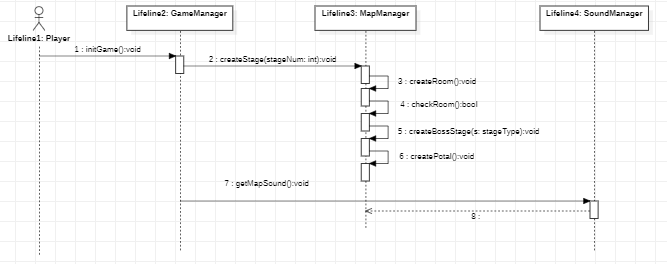 Lifeline2: GameManager
Lifeline3: MapManager
Lifeline4: SoundManager
Lifeline1: Player
1 : initGame():void
2 : createStage(stageNum: int):void
3 : createRoom():void
4 : checkRoom():bool
5 : createBossStage(s: stageType):void
6 : createPotal():void
7 : getMapSound():void
8 :